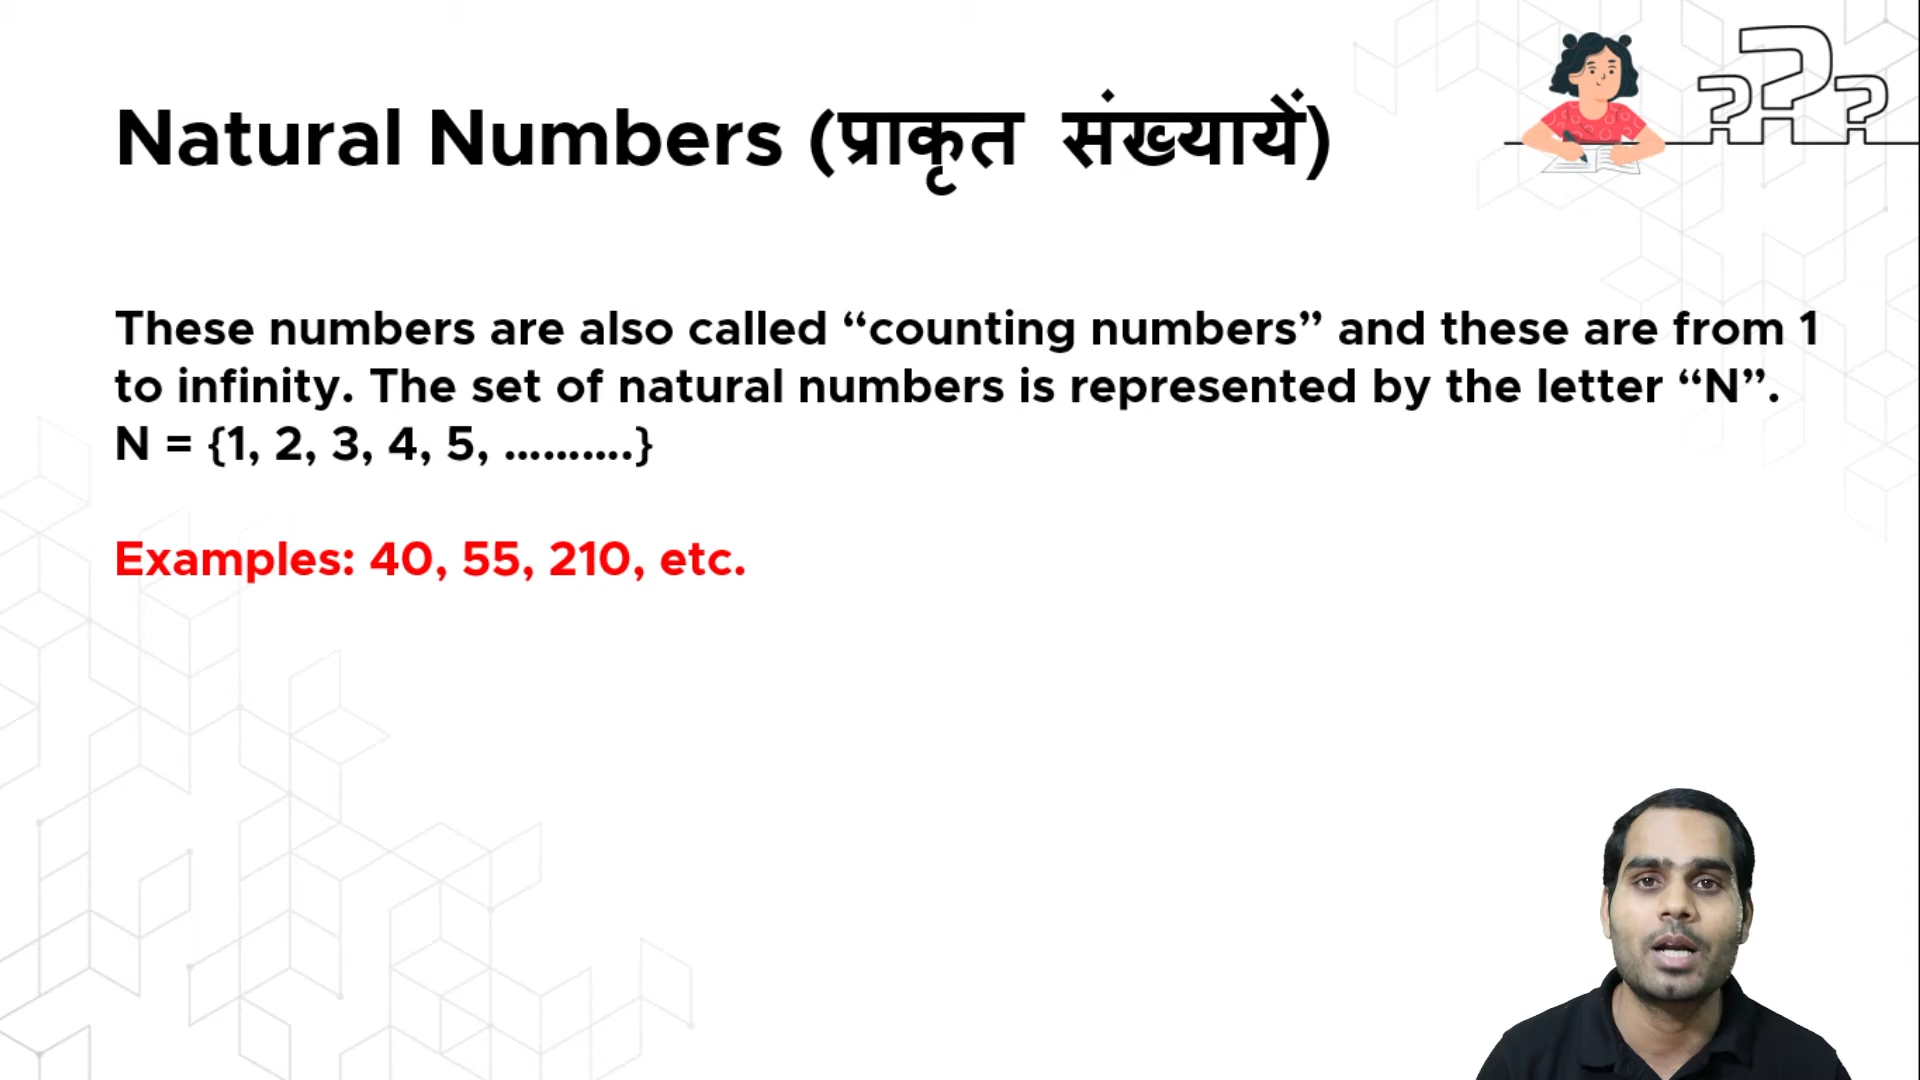 Natural Numbers (प्राकृत संख्यायें)
???
These numbers are also called “counting numbers” and these are from 1
to infinity. The set of natural numbers is represented by the letter “N”.
N = {1, 2, 3, 4, 5, ..........}
Examples: 40, 55, 210, etc.